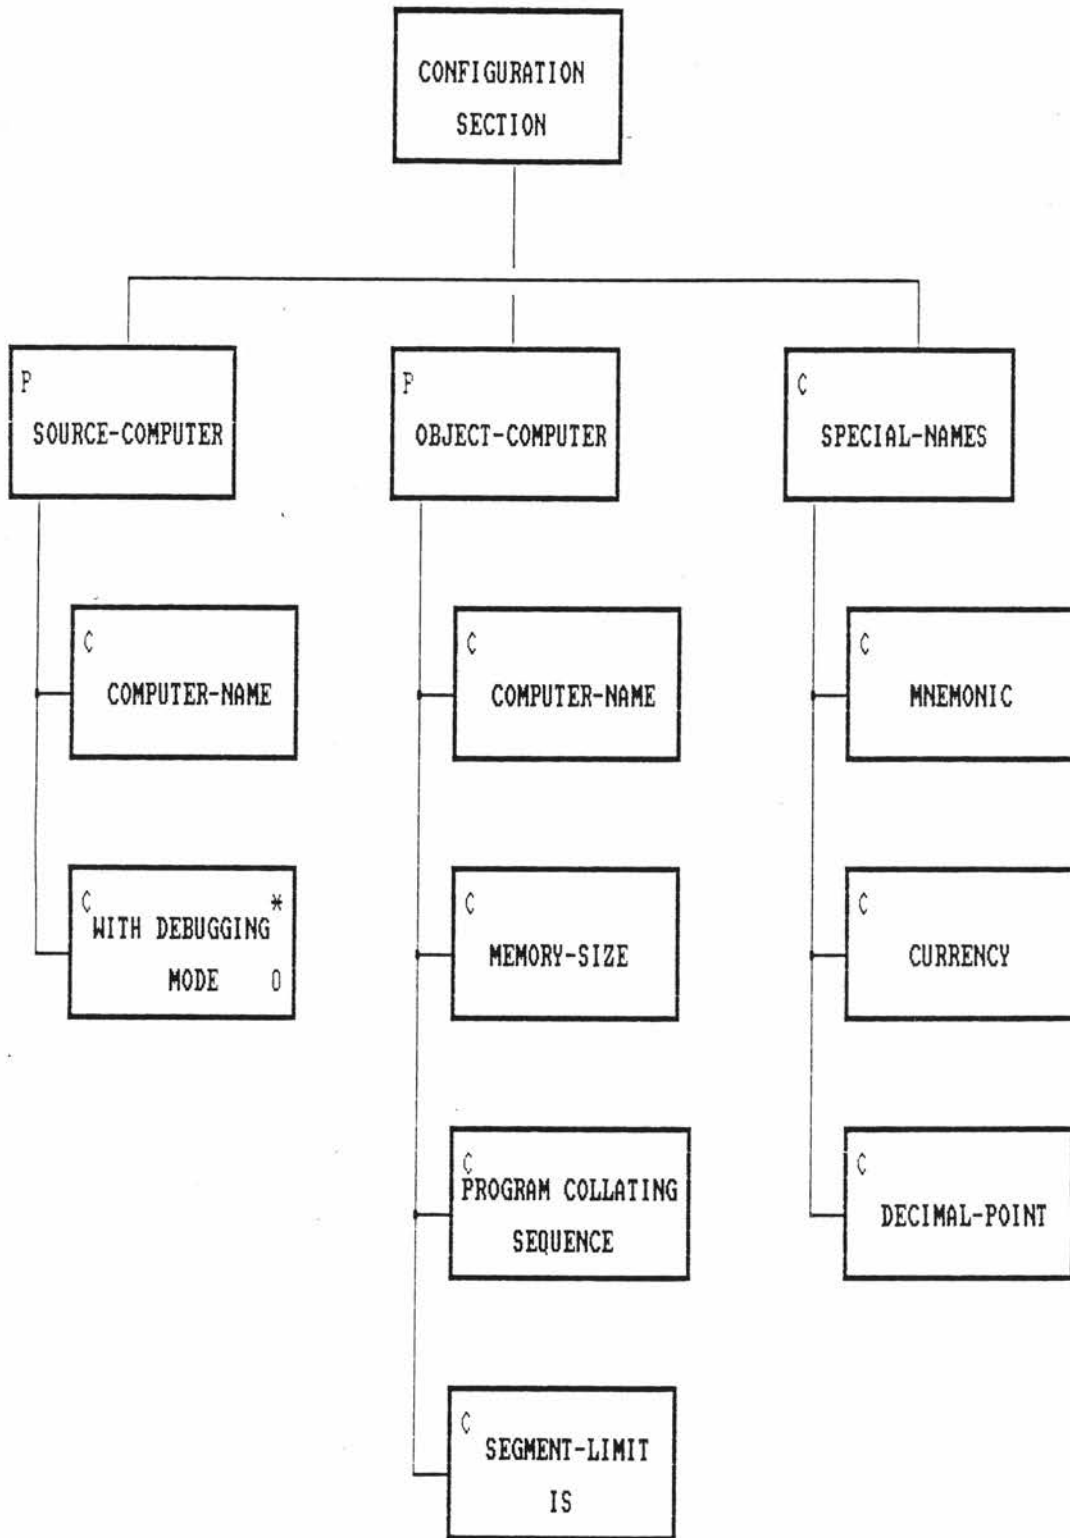 CONFIGURATION
SECTION
P
SOURCE-COMPUTER
P
OBJECT-COMPUTER
C
SPECIAL-NAMES
C
COMPUTER-NAME
C
COMPUTER-NAME
C
MNEMONIC
C *
WITH DEBUGGING
MODE O
C
MEMORY-SIZE
C
CURRENCY
C
PROGRAM COLLATING
SEQUENCE
C
DECIMAL-POINT
C
SEGMENT-LIMIT
IS